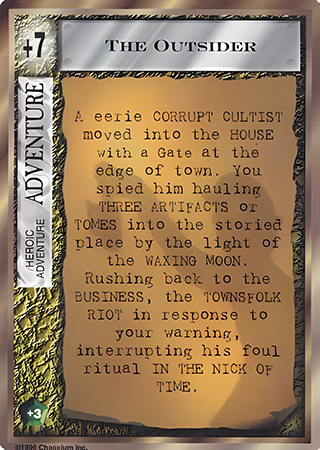 +7
THE OUTSIDER
HEROIC
ADVENTURE
ADVENTURE
A eerie CORRUPT CULTIST
moved into the HOUSE
with a Gate at the
edge of town. You
spied him hauling
THREE ARTIFACTS or
TOMES into the storied
place by the light of
the WAXING MOON.
Rushing back to the
BUSINESS, the TOWNSFOLK
RIOT in response to
your warning,
interrupting his foul
ritual IN THE NICK OF
TIME.
+3
©1996 Chaosium Inc.